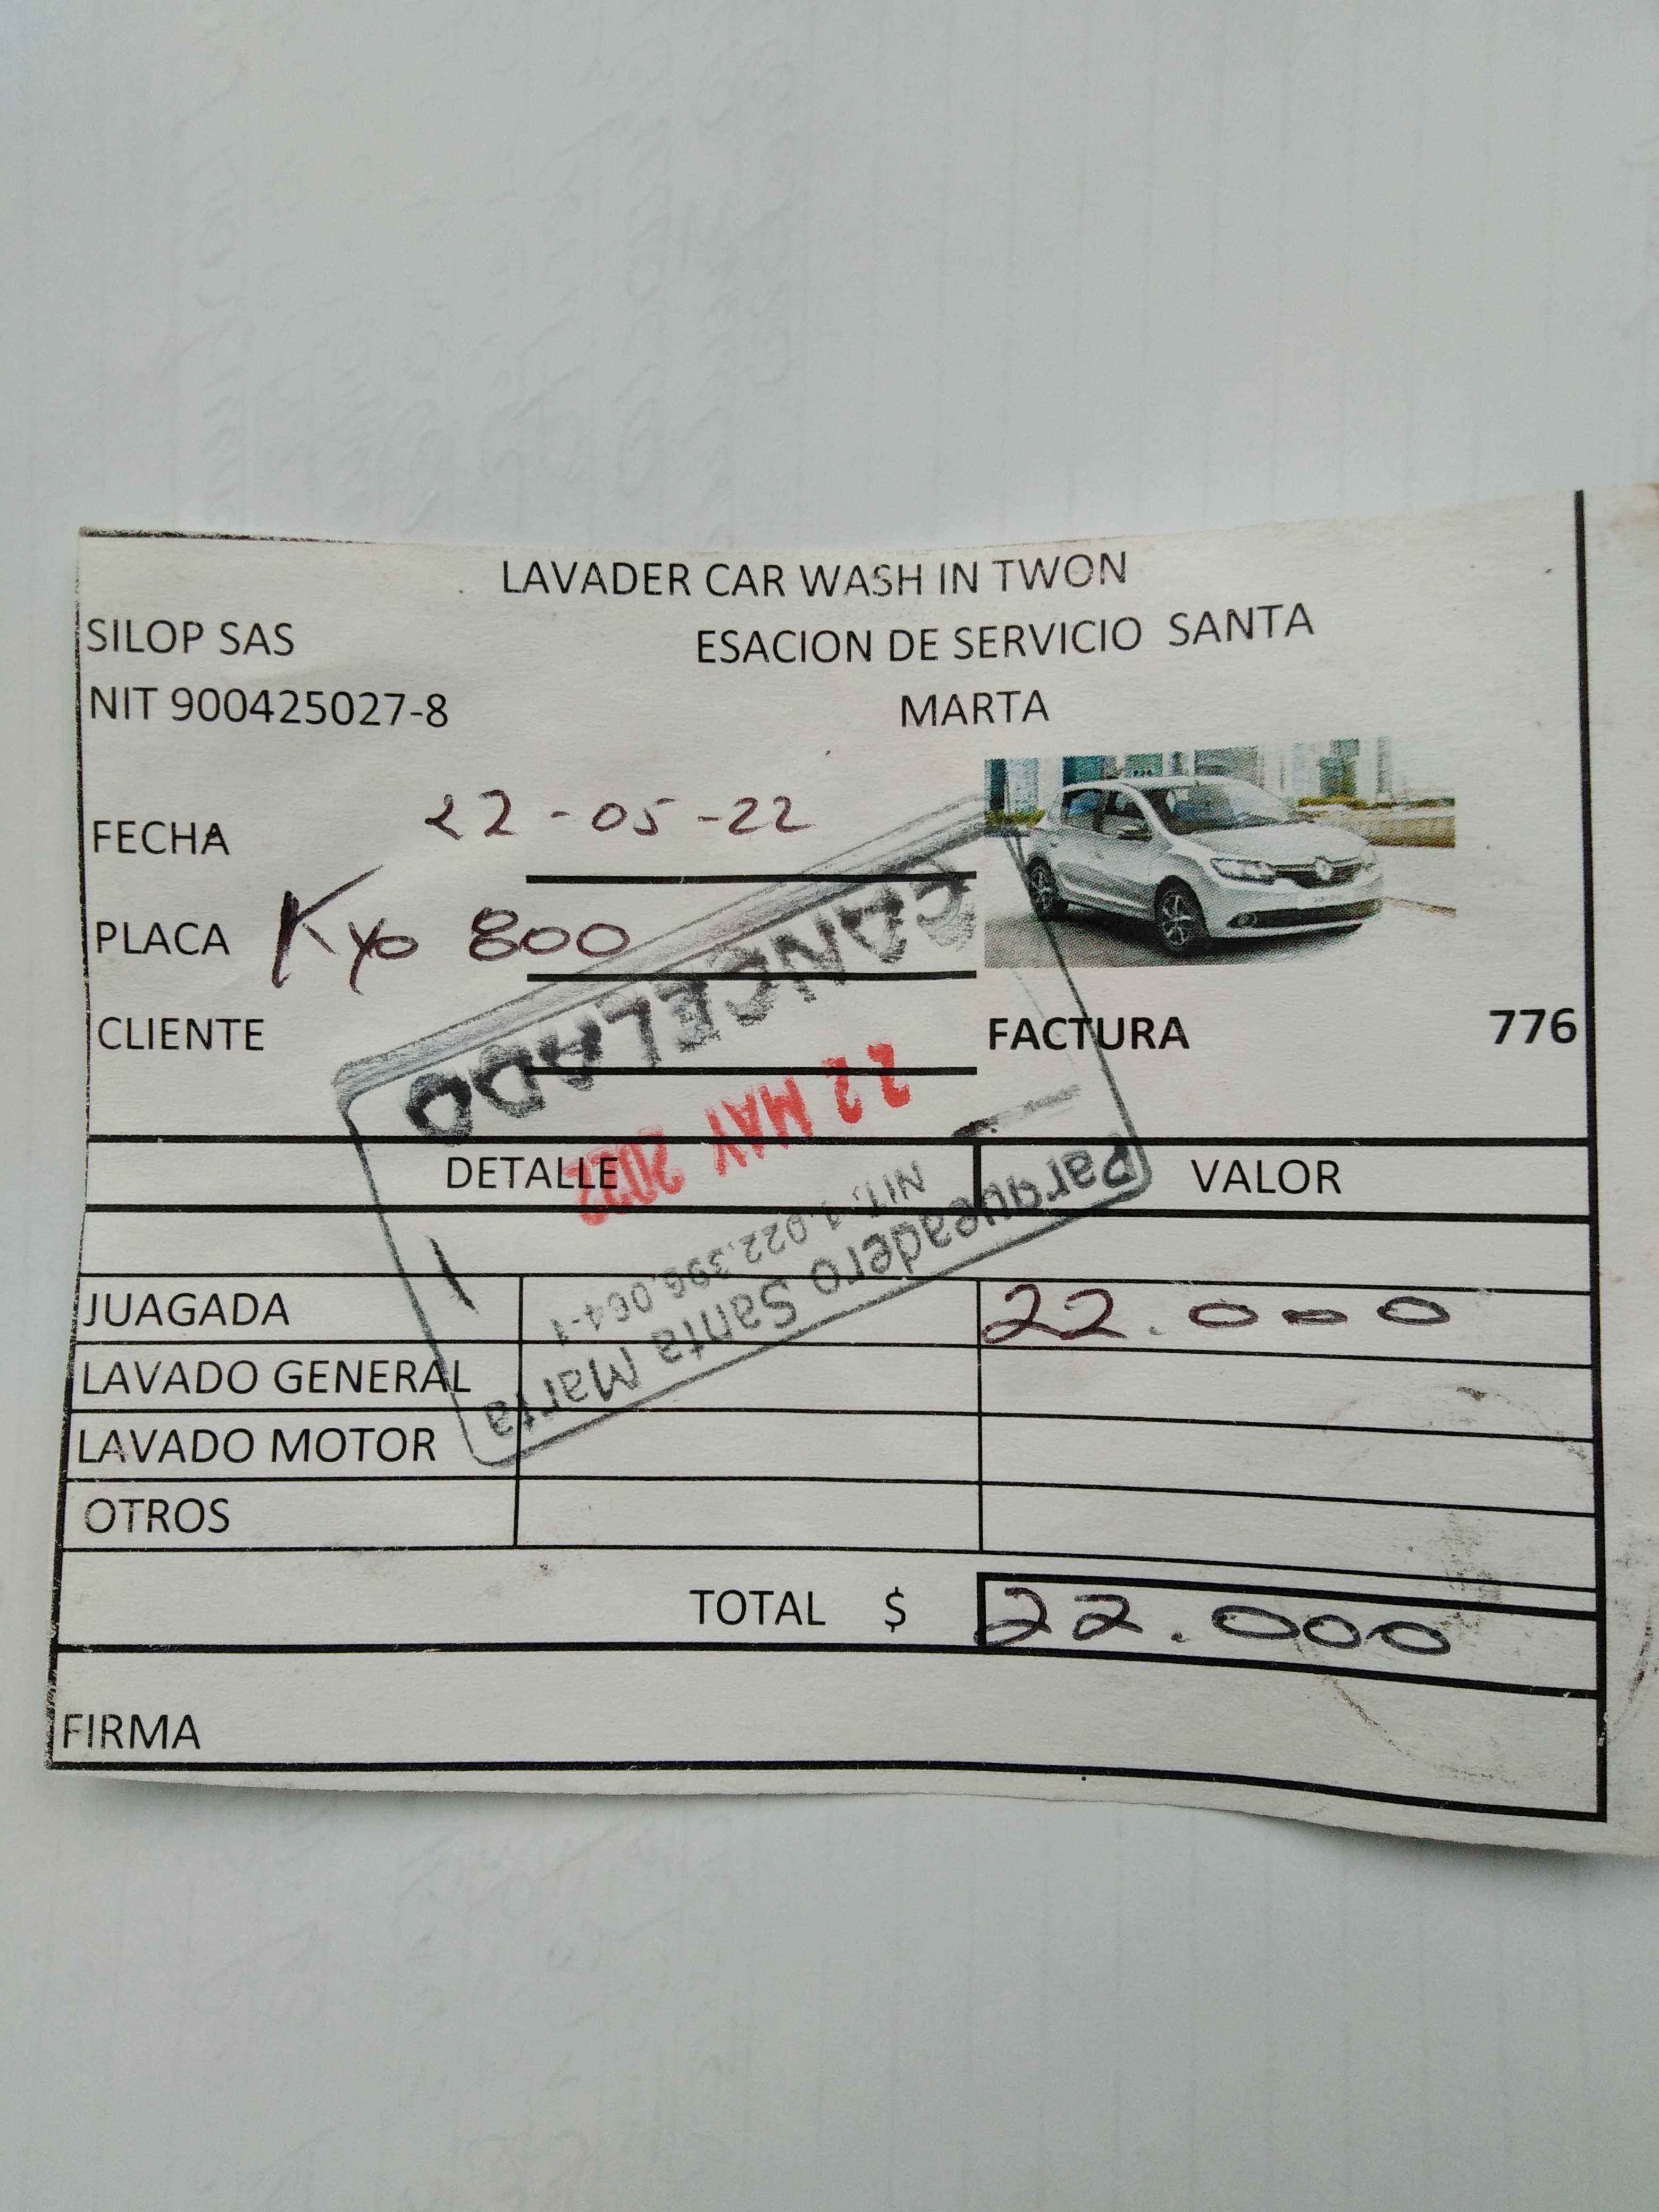 LAVADER CAR WASH IN TWON
SILOP SAS
ESACION DE SERVICIO SANTA
MARTA
NIT 900425027-8
FECHA 22-05-22
PLACA Kyo 800
CLIENTE
FACTURA 776
CANCELADO
22 MAY 2022
NIT. 1.022.396.064-1
Parqueadero Santa Marta
DETALLE VALOR
JUAGADA 22.000
LAVADO GENERAL
LAVADO MOTOR
OTROS
TOTAL $ 22.000
FIRMA